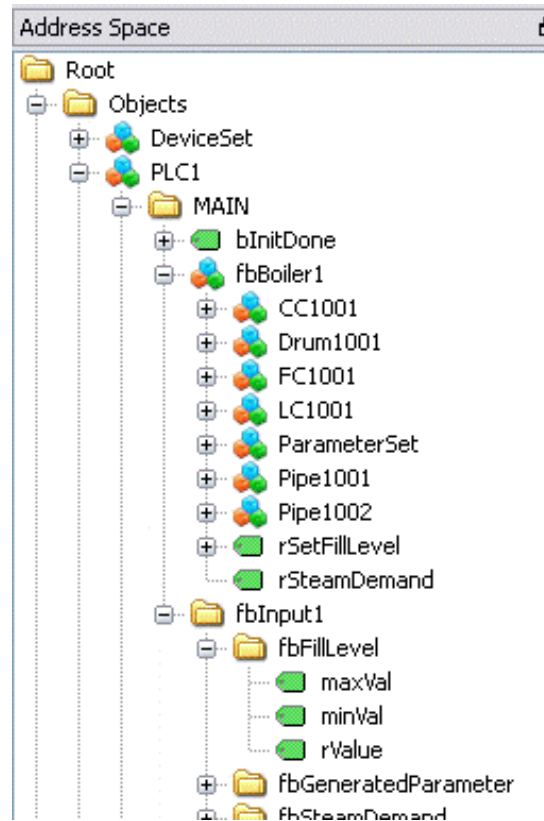 Address Space
Root
Objects
DeviceSet
PLC1
MAIN
bInitDone
fbBoiler1
CC1001
Drum1001
FC1001
LC1001
ParameterSet
Pipe1001
Pipe1002
rSetFillLevel
rSteamDemand
fbInput1
fbFillLevel
maxVal
minVal
rValue
fbGeneratedParameter
fbSteamDemand